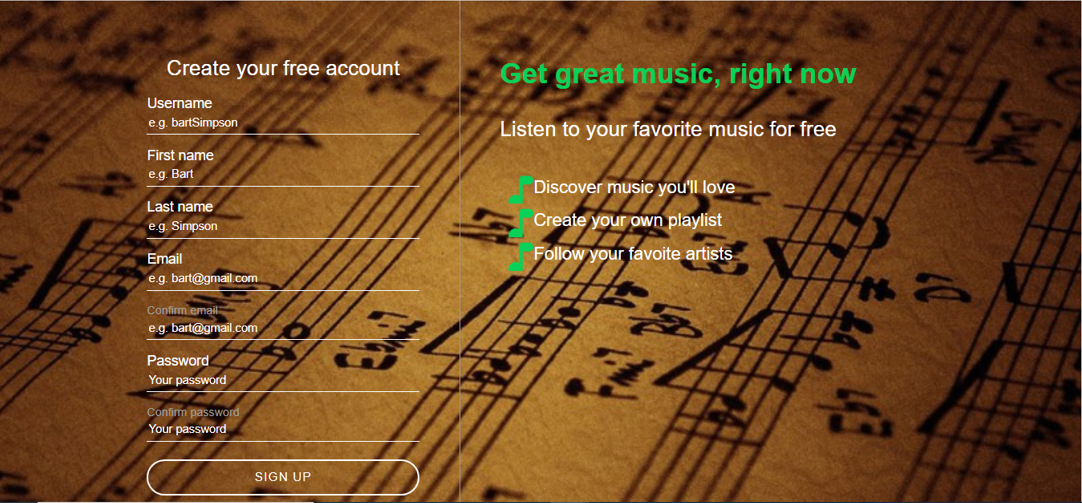 Create your free account
Username
e.g. bartSimpson
First name
e.g. Bart
Last name
e.g. Simpson
Email
e.g. bart@gmail.com
Confirm email
e.g. bart@gmail.com
Password
Your password
Confirm password
Your password
SIGN UP
Get great music, right now
Listen to your favorite music for free
Discover music you'll love
Create your own playlist
Follow your favoite artists